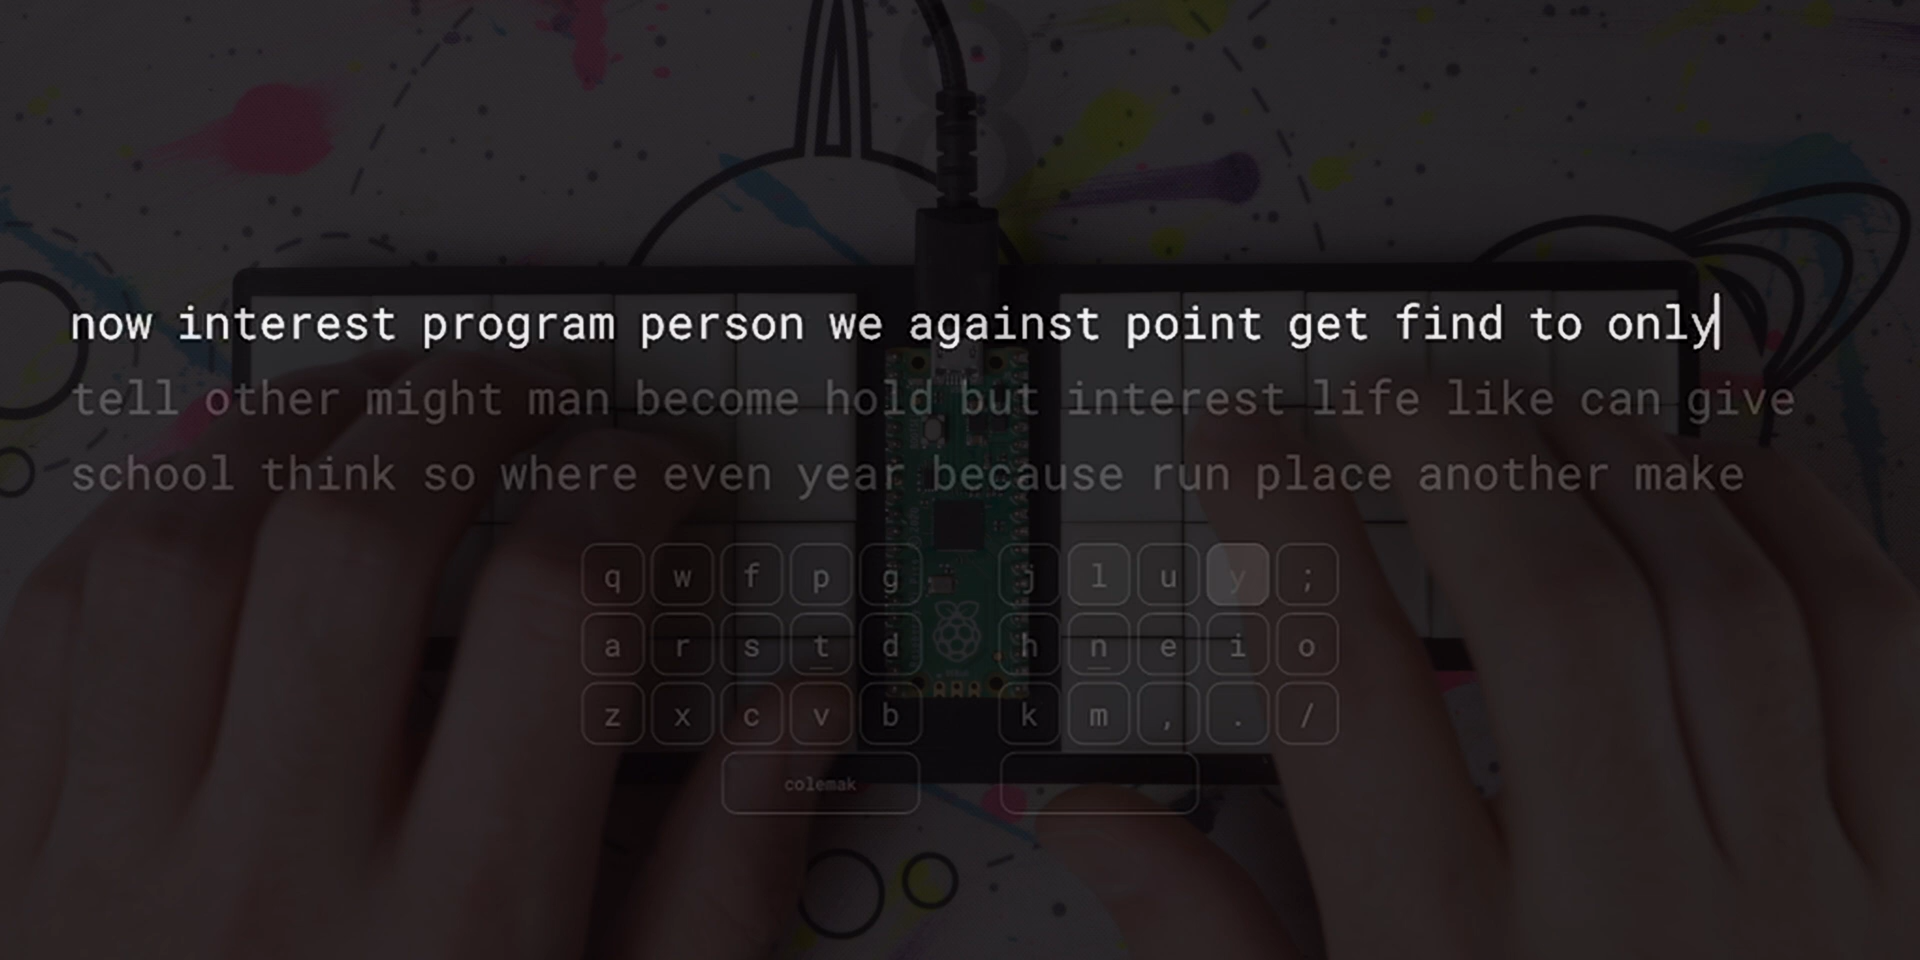 now interest program person we against point get find to only
tell other might man become hold but interest life like can give
school think so where even year because run place another make
q w f p g j l u y ;
a r s t d h n e i o
z x c v b k m , . /
colemak